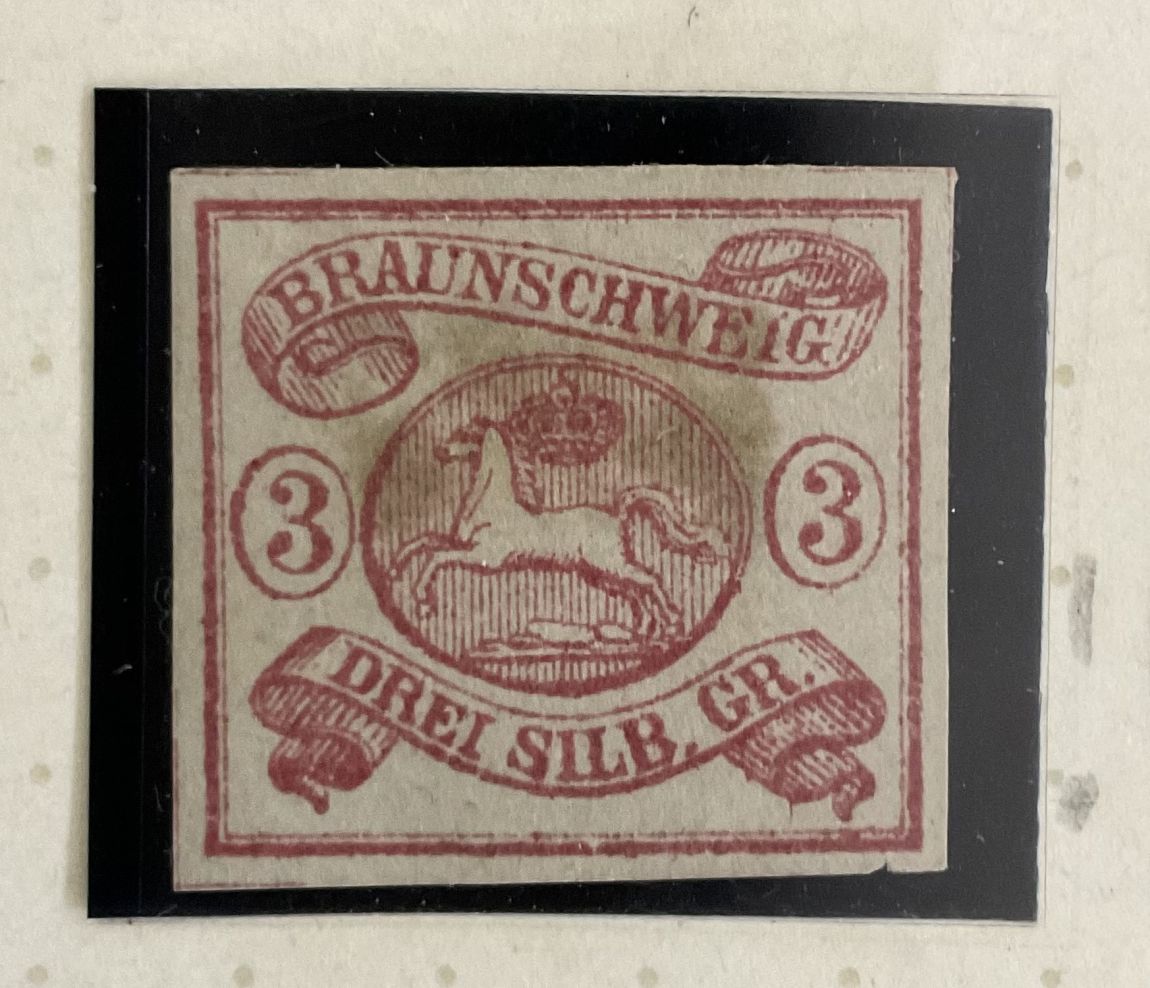 BRAUNSCHWEIG
3 3
DREI SILB. GR.